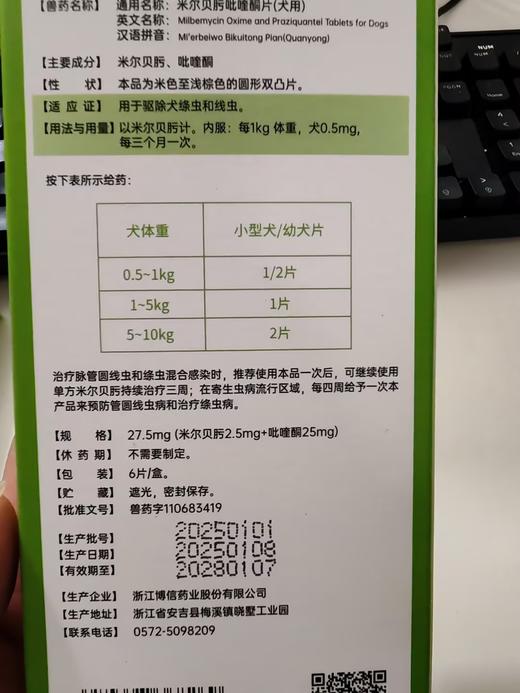 【兽药名称】 通用名称：米尔贝肟吡喹酮片(犬用)
英文名称：Milbemycin Oxime and Praziquantel Tablets for Dogs
汉语拼音：Mi'erbeiwo Bikuitong Pian(Quanyong)
【主要成分】 米尔贝肟、吡喹酮
【性 状】 本品为米色至浅棕色的圆形双凸片。
【适 应 证】 用于驱除犬绦虫和线虫。
【用法与用量】以米尔贝肟计。内服：每1kg 体重，犬0.5mg，
每三个月一次。
按下表所示给药：
犬体重 小型犬/幼犬片
0.5~1kg 1/2片
1~5kg 1片
5~10kg 2片
治疗脉管圆线虫和绦虫混合感染时，推荐使用本品一次后，可继续使用
单方米尔贝肟持续治疗三周；在寄生虫病流行区域，每四周给予一次本
产品来预防管圆线虫病和治疗绦虫病。
【规 格】 27.5mg (米尔贝肟2.5mg+吡喹酮25mg)
【休 药 期】 不需要制定。
【包 装】 6片/盒。
【贮 藏】 遮光，密封保存。
【批准文号】 兽药字110683419
【生产批号】 20250101
【生产日期】 20250108
【有效期至】 20280107
【生产企业】 浙江博信药业股份有限公司
【生产地址】 浙江省安吉县梅溪镇晓墅工业园
【联系电话】 0572-5098209
NUM